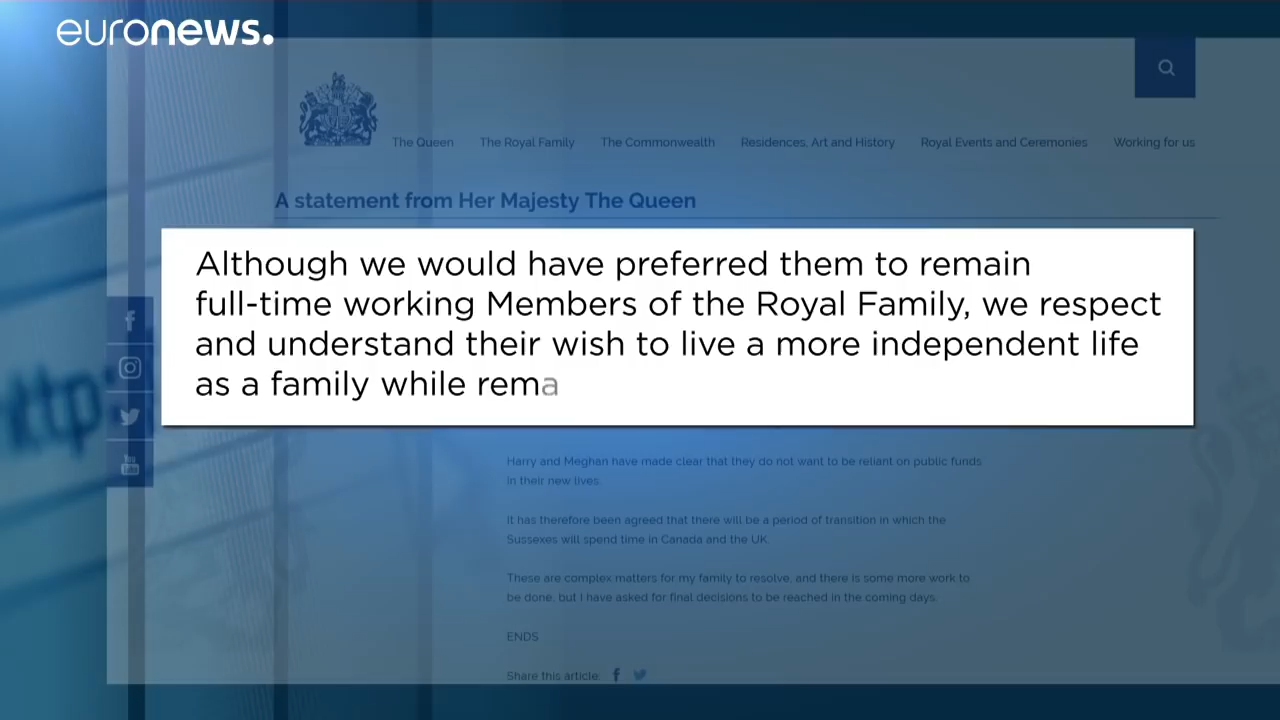 euronews.
The Queen The Royal Family The Commonwealth Residences, Art and History Royal Events and Ceremonies Working for us
A statement from Her Majesty The Queen
Although we would have preferred them to remain
full-time working Members of the Royal Family, we respect
and understand their wish to live a more independent life
as a family while rema
ttp:
Harry and Meghan have made clear that they do not want to be reliant on public funds
in their new lives.
It has therefore been agreed that there will be a period of transition in which the
Sussexes will spend time in Canada and the UK.
These are complex matters for my family to resolve, and there is some more work to
be done, but I have asked for final decisions to be reached in the coming days.
ENDS
Share this article: